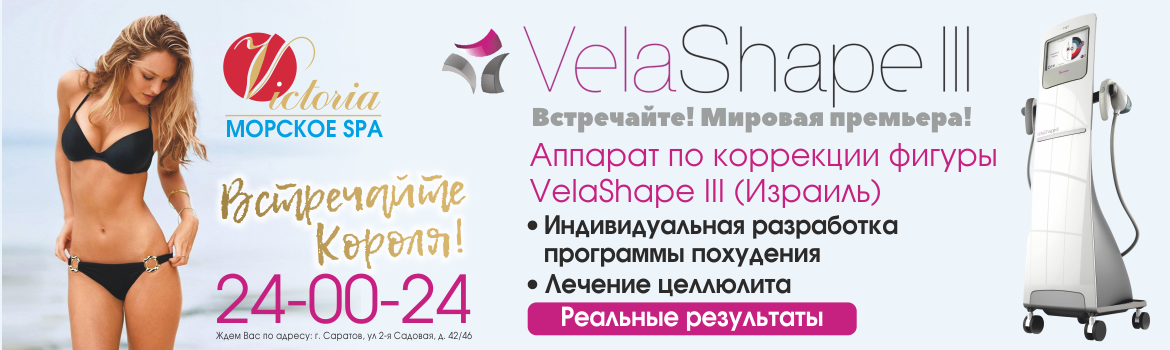 Victoria
МОРСКОЕ SPA
Встречайте
Короля!
24-00-24
Ждем Вас по адресу: г. Саратов, ул 2-я Садовая, д. 42/46
VelaShape III
Встречайте! Мировая премьера!
Аппарат по коррекции фигуры
VelaShape III (Израиль)
• Индивидуальная разработка
программы похудения
• Лечение целлюлита
Реальные результаты
velashape